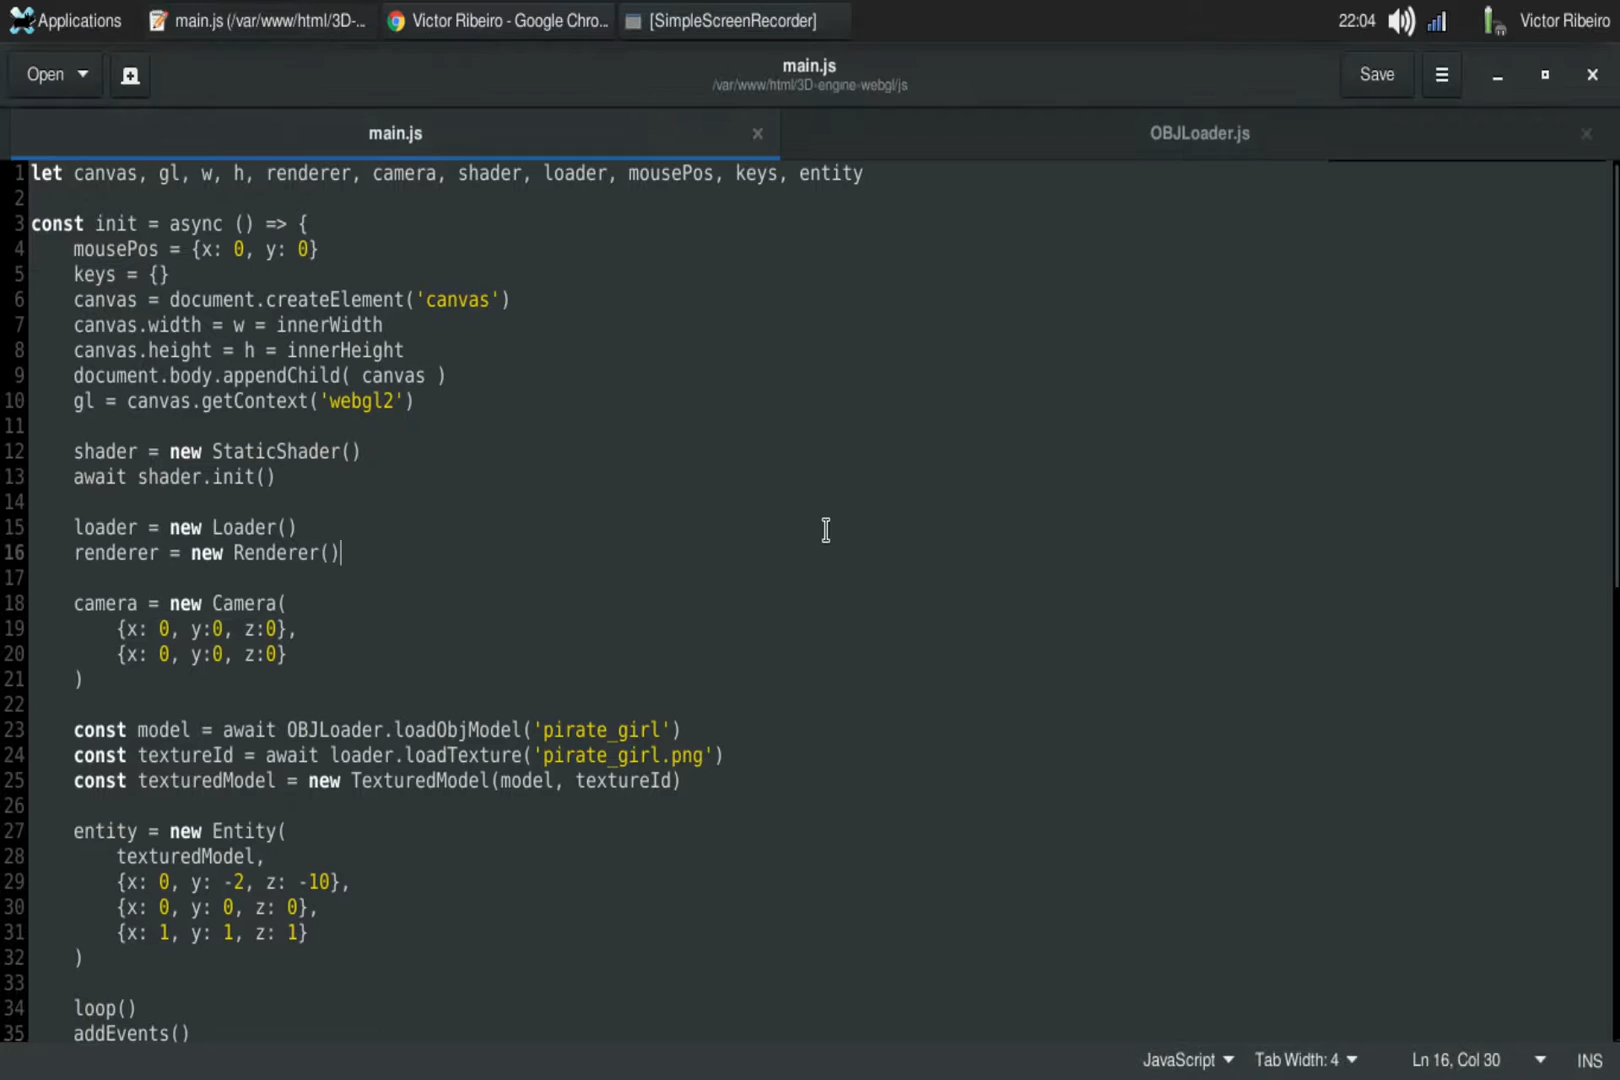 Applications main.js (/var/www/html/3D-... Victor Ribeiro - Google Chro... [SimpleScreenRecorder] 22:04 Victor Ribeiro
Open main.js Save
/var/www/html/3D-engine-webgl/js
main.js OBJLoader.js
1 let canvas, gl, w, h, renderer, camera, shader, loader, mousePos, keys, entity
2
3 const init = async () => {
4 mousePos = {x: 0, y: 0}
5 keys = {}
6 canvas = document.createElement('canvas')
7 canvas.width = w = innerWidth
8 canvas.height = h = innerHeight
9 document.body.appendChild( canvas )
10 gl = canvas.getContext('webgl2')
11
12 shader = new StaticShader()
13 await shader.init()
14
15 loader = new Loader()
16 renderer = new Renderer()
17
18 camera = new Camera(
19 {x: 0, y:0, z:0},
20 {x: 0, y:0, z:0}
21 )
22
23 const model = await OBJLoader.loadObjModel('pirate_girl')
24 const textureId = await loader.loadTexture('pirate_girl.png')
25 const texturedModel = new TexturedModel(model, textureId)
26
27 entity = new Entity(
28 texturedModel,
29 {x: 0, y: -2, z: -10},
30 {x: 0, y: 0, z: 0},
31 {x: 1, y: 1, z: 1}
32 )
33
34 loop()
35 addEvents()
JavaScript Tab Width: 4 Ln 16, Col 30 INS